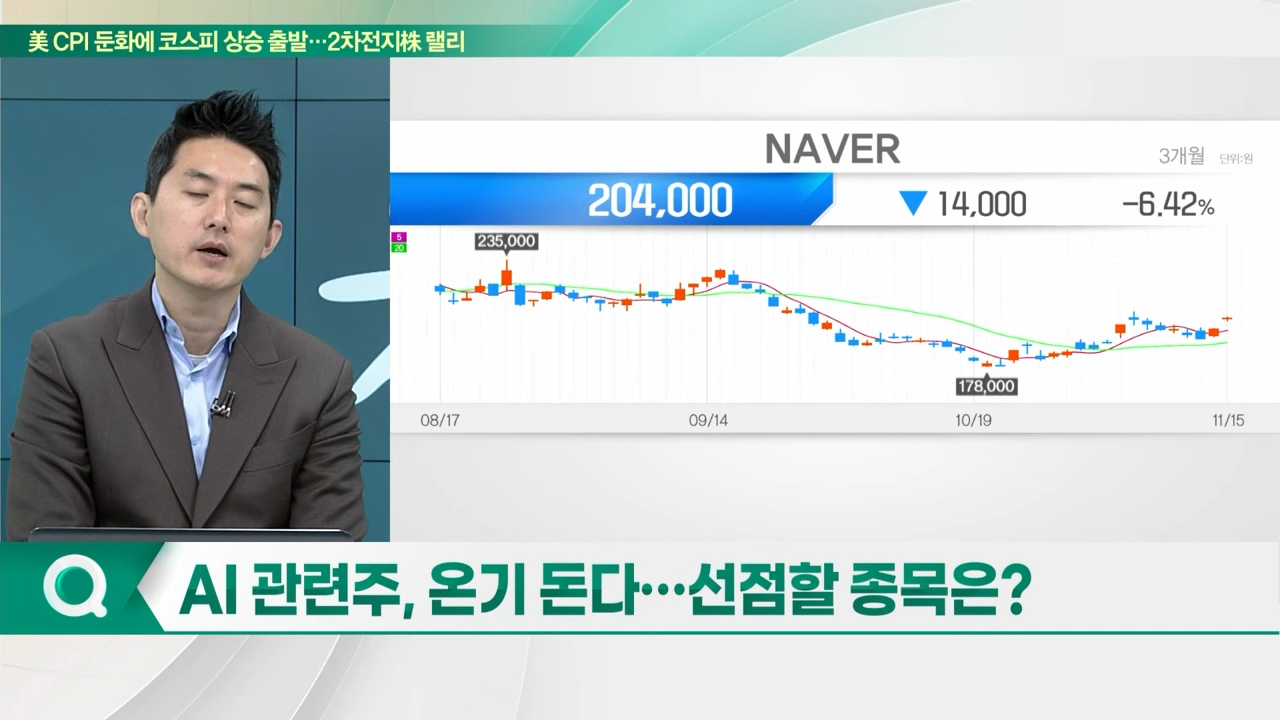 美 CPI 둔화에 코스피 상승 출발…2차전지株 랠리
NAVER
3개월 단위:원
204,000 ▼ 14,000 -6.42%
5
20
235,000
178,000
08/17 09/14 10/19 11/15
AI 관련주, 온기 돈다…선점할 종목은?